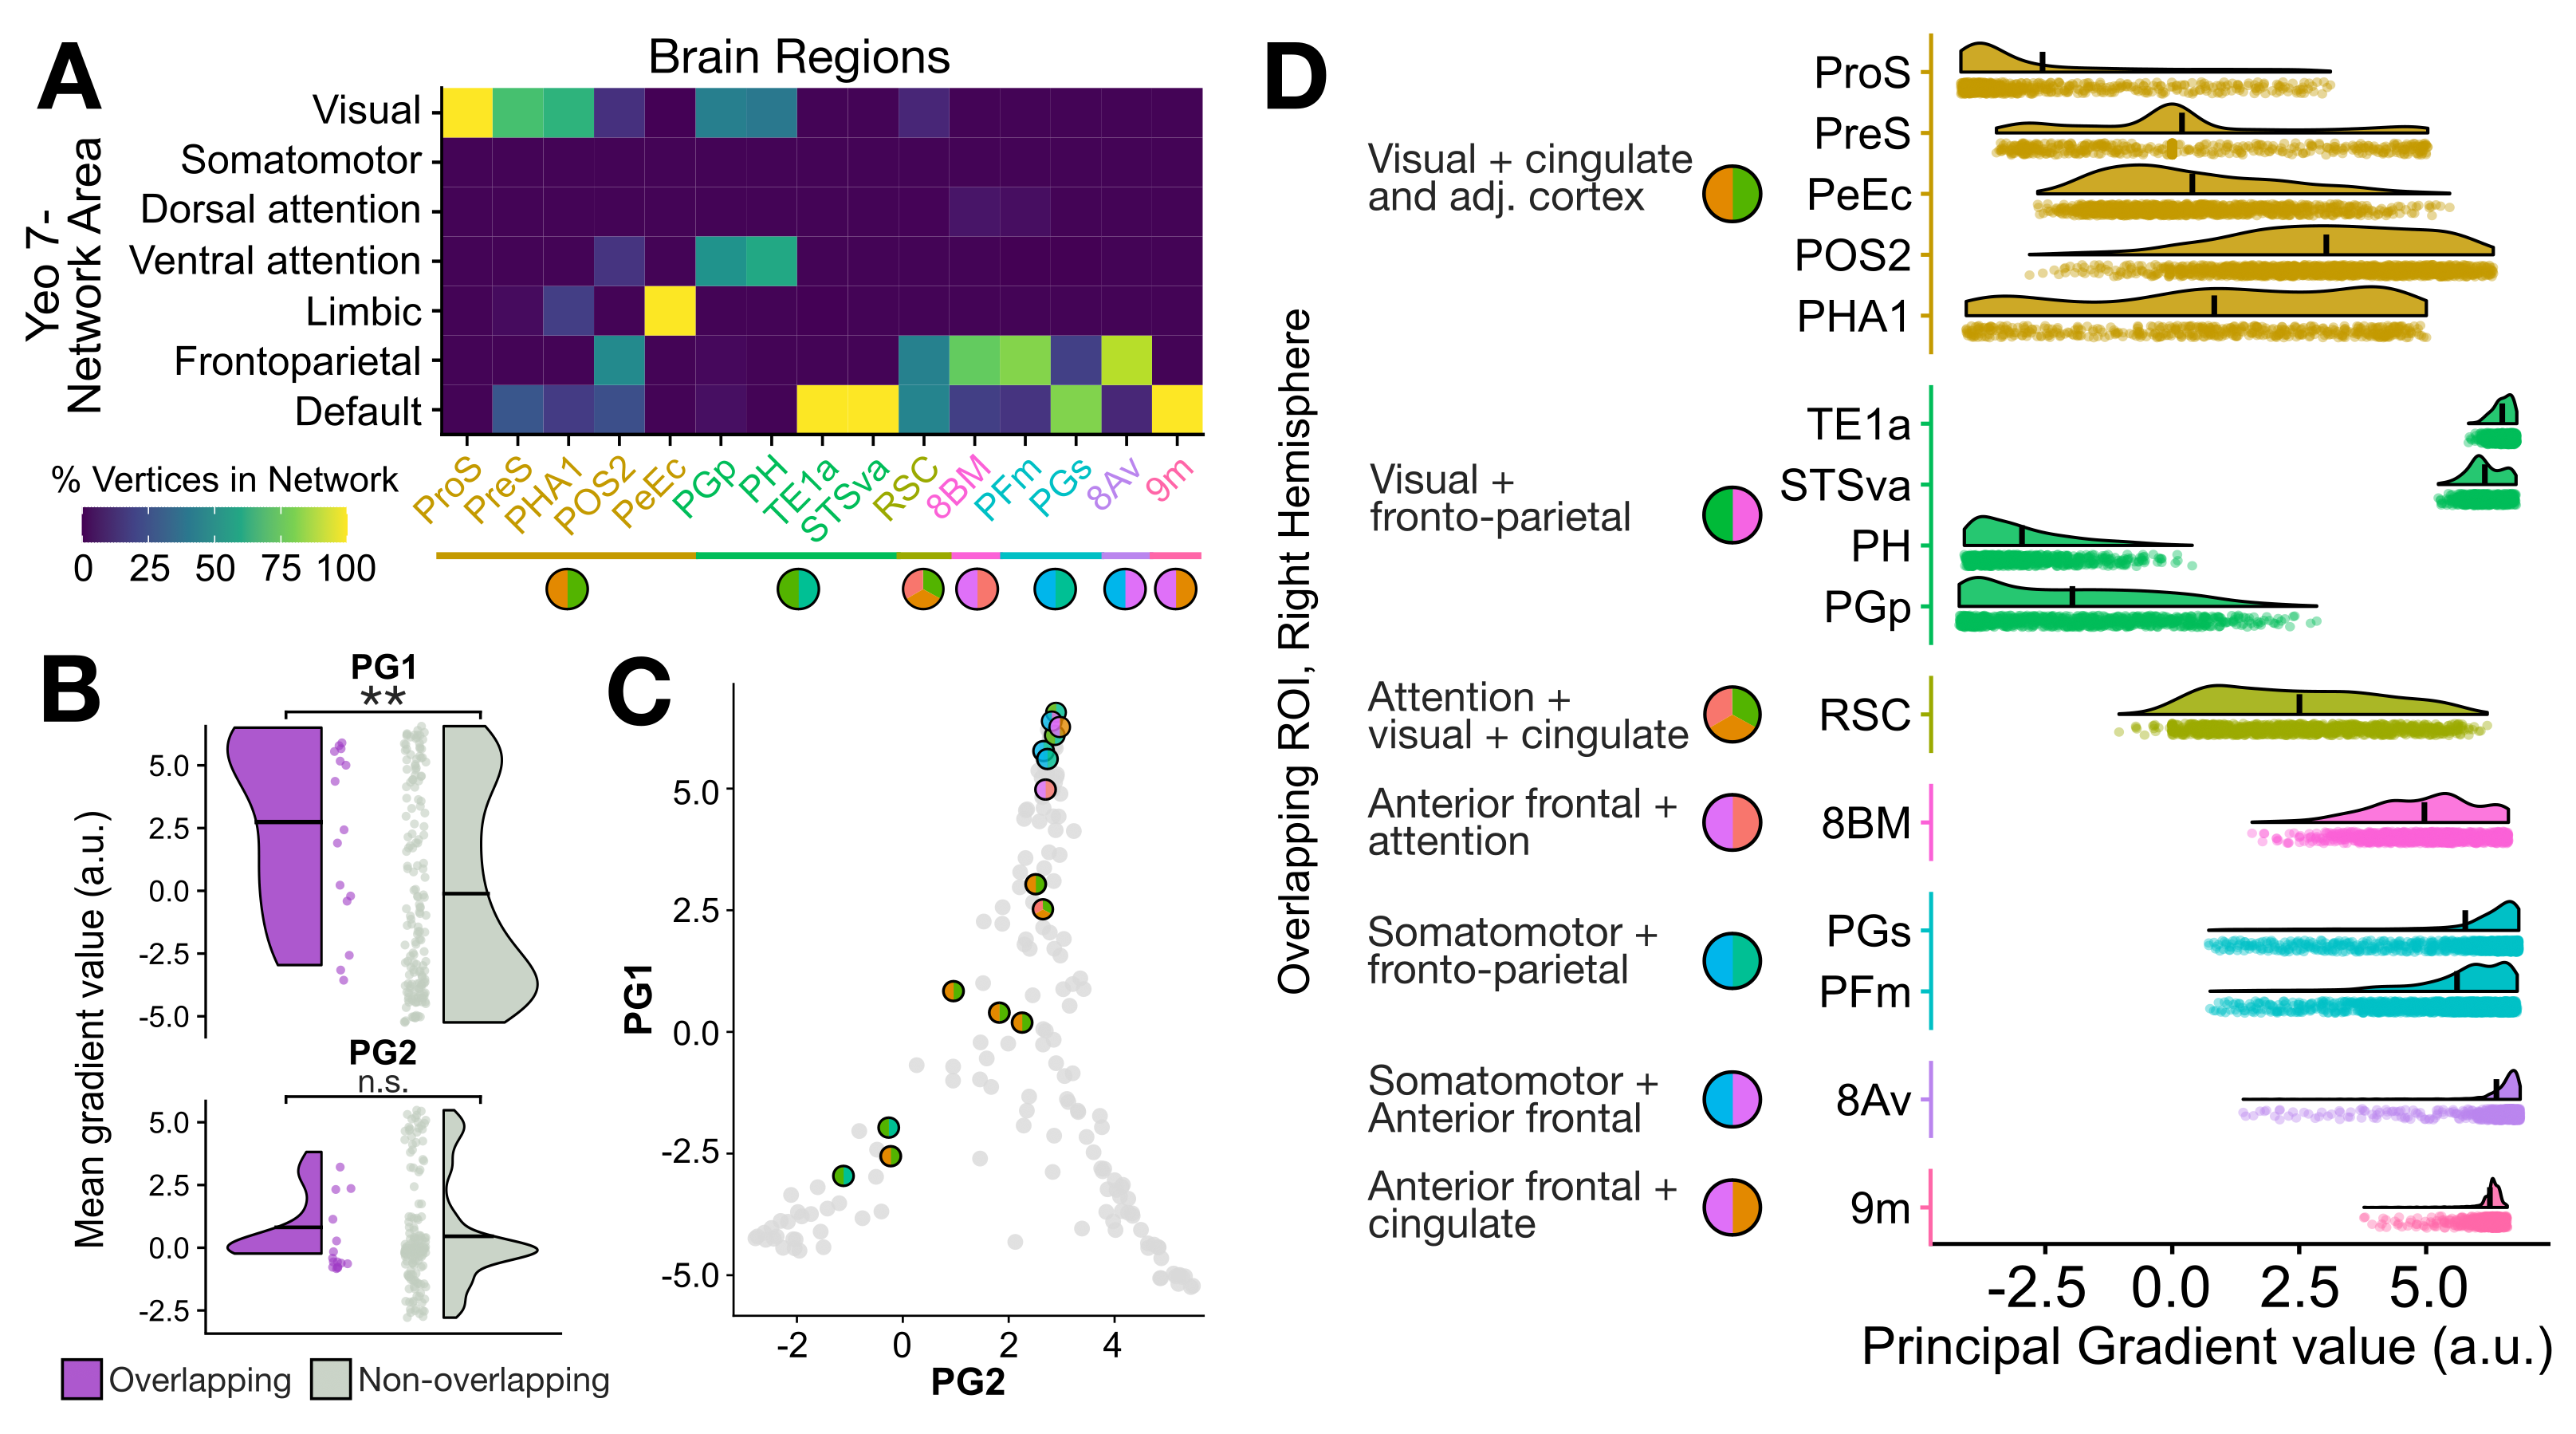 A
Brain Regions
Yeo 7-
Network Area
Visual
Somatomotor
Dorsal attention
Ventral attention
Limbic
Frontoparietal
Default
ProS
PreS
PHA1
POS2
PeEc
PGp
PH
TE1a
STSva
RSC
8BM
PFm
PGs
8Av
9m
% Vertices in Network
0 25 50 75 100
B
PG1
**
5.0
2.5
0.0
-2.5
-5.0
Mean gradient value (a.u.)
PG2
n.s.
5.0
2.5
0.0
-2.5
Overlapping
Non-overlapping
C
PG1
5.0
2.5
0.0
-2.5
-5.0
-2 0 2 4
PG2
D
Overlapping ROI, Right Hemisphere
Visual + cingulate
and adj. cortex
ProS
PreS
PeEc
POS2
PHA1
Visual +
fronto-parietal
TE1a
STSva
PH
PGp
Attention +
visual + cingulate
RSC
Anterior frontal +
attention
8BM
Somatomotor +
fronto-parietal
PGs
PFm
Somatomotor +
Anterior frontal
8Av
Anterior frontal +
cingulate
9m
-2.5 0.0 2.5 5.0
Principal Gradient value (a.u.)